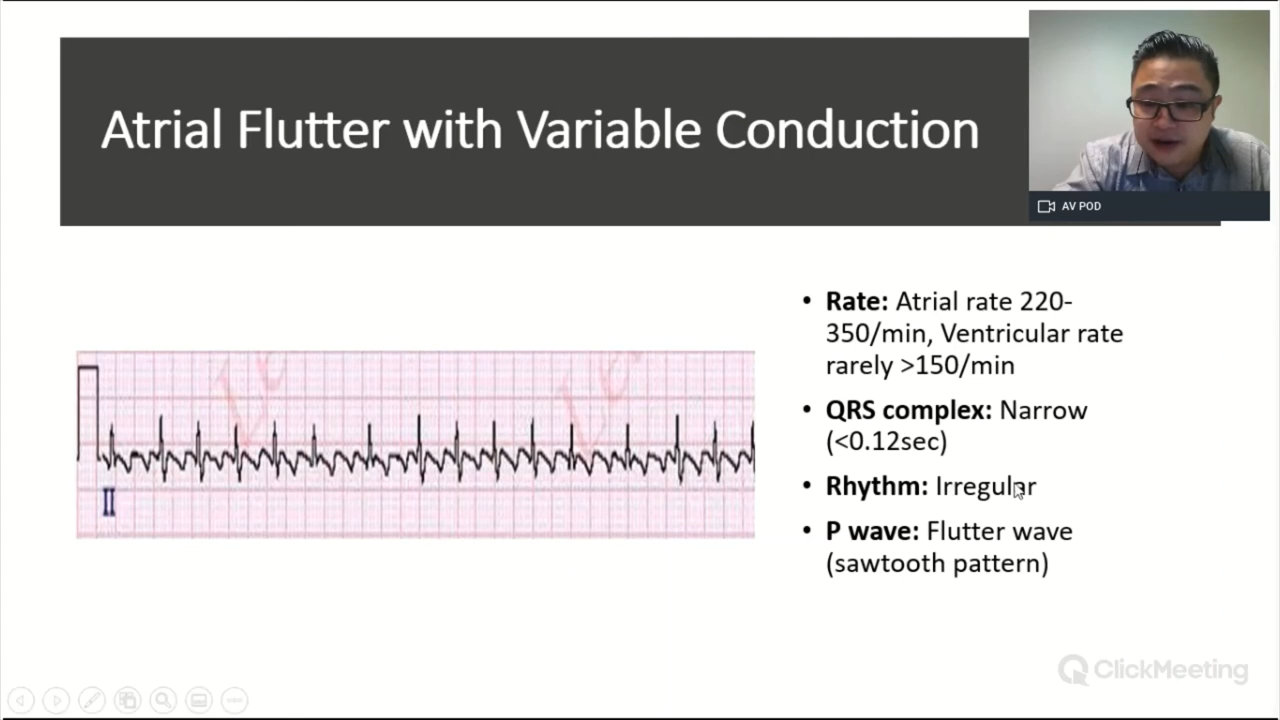 Atrial Flutter with Variable Conduction
AV POD
• Rate: Atrial rate 220-
350/min, Ventricular rate
rarely >150/min
• QRS complex: Narrow
(<0.12sec)
• Rhythm: Irregular
• P wave: Flutter wave
(sawtooth pattern)
II
ClickMeeting